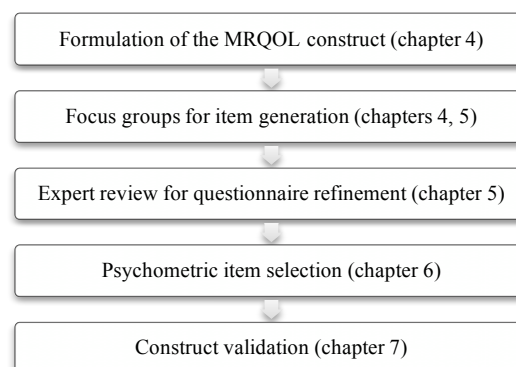 Formulation of the MRQOL construct (chapter 4)
Focus groups for item generation (chapters 4, 5)
Expert review for questionnaire refinement (chapter 5)
Psychometric item selection (chapter 6)
Construct validation (chapter 7)